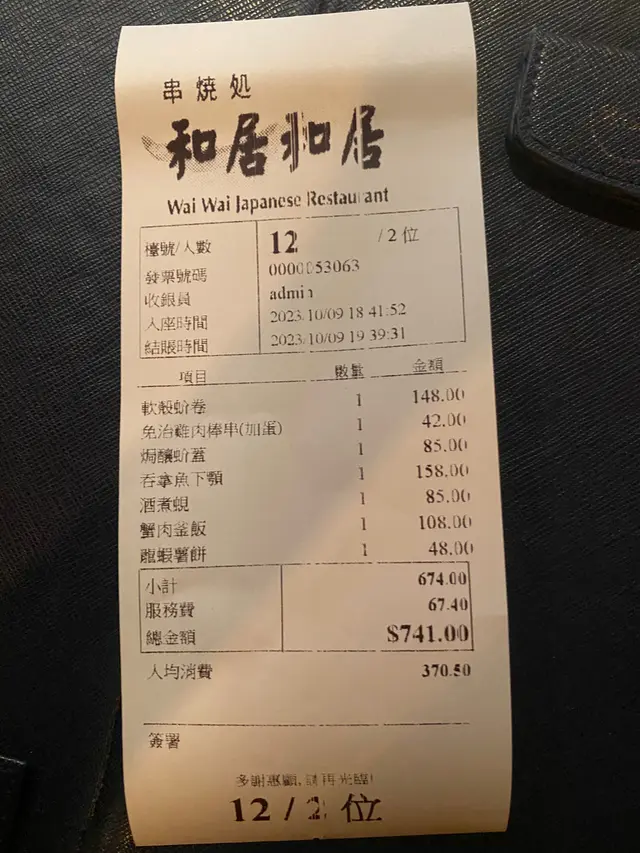 串燒処
和居和居
Wai Wai Japanese Restaurant
檯號/人數 12 /2位
發票號碼 0000053063
收銀員 admin
入座時間 2023/10/09 18:41:52
結賬時間 2023/10/09 19:39:31
項目 數量 金額
軟殼蚧卷 1 148.00
免治雞肉棒串(加蛋) 1 42.00
焗釀蚧蓋 1 85.00
吞拿魚下顎 1 158.00
酒煮蜆 1 85.00
蟹肉釜飯 1 108.00
龍蝦薯餅 1 48.00
小計 674.00
服務費 67.40
總金額 $741.00
人均消費 370.50
簽署
多謝惠顧,請再光臨!
12 / 2 位